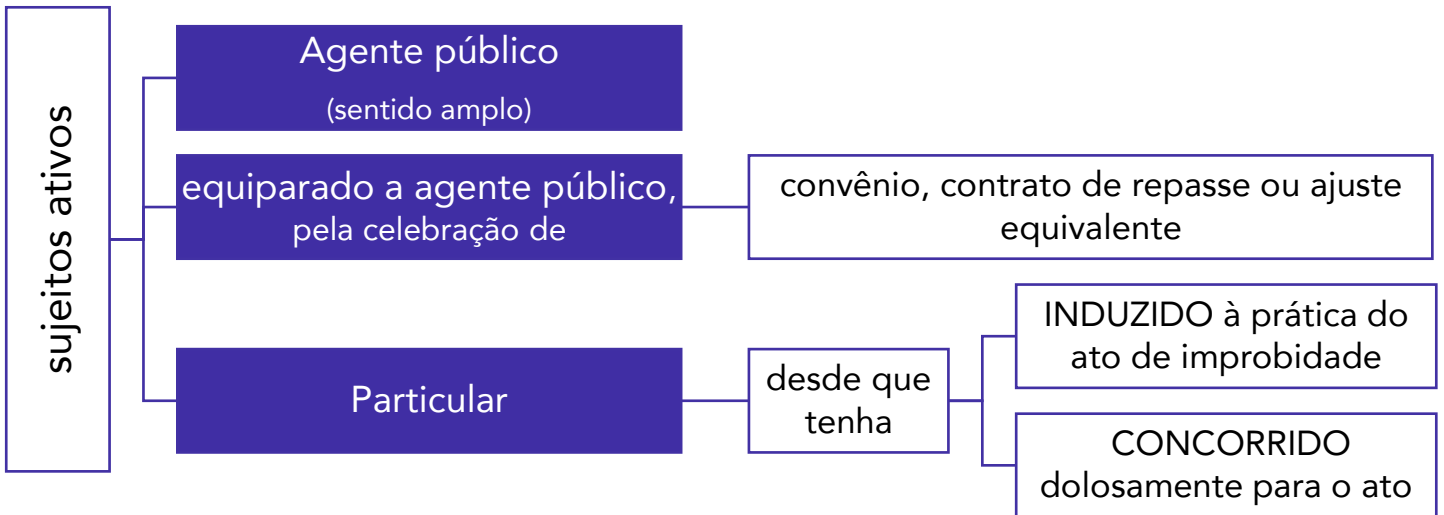 sujeitos ativos
Agente público
(sentido amplo)
equiparado a agente público,
pela celebração de
convênio, contrato de repasse ou ajuste
equivalente
Particular
desde que
tenha
INDUZIDO à prática do
ato de improbidade
CONCORRIDO
dolosamente para o ato